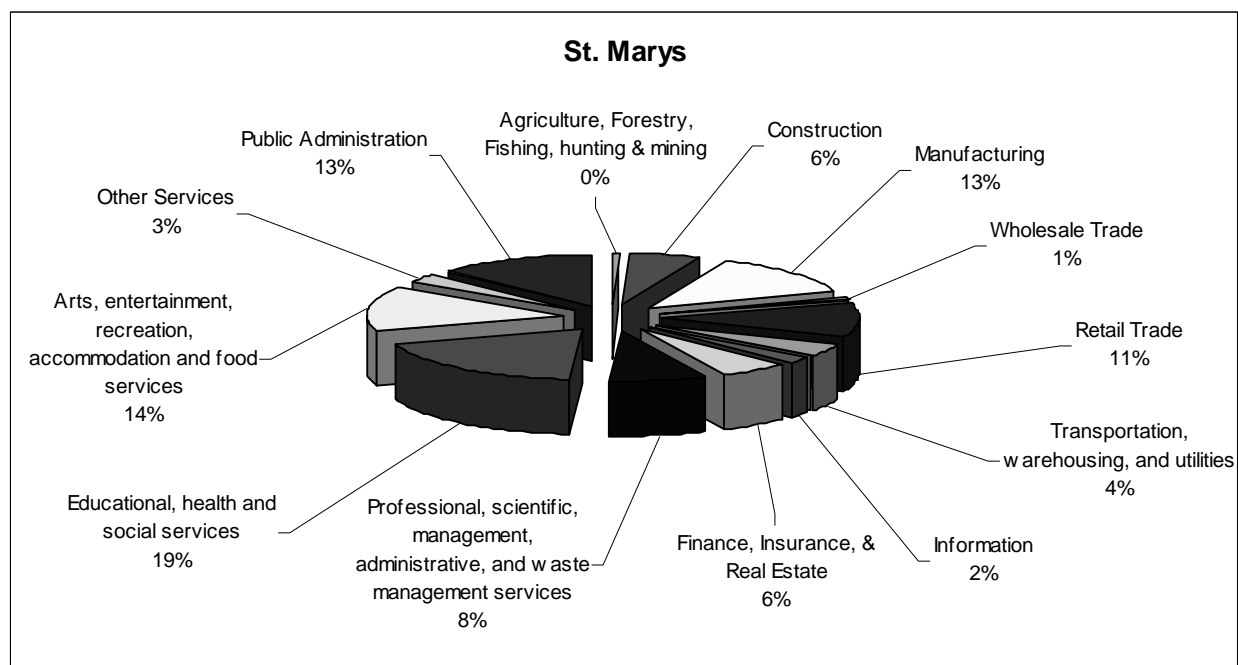 St. Marys
Agriculture, Forestry,
Fishing, hunting & mining
0%
Construction
6%
Manufacturing
13%
Wholesale Trade
1%
Retail Trade
11%
Transportation,
warehousing, and utilities
4%
Information
2%
Finance, Insurance, &
Real Estate
6%
Professional, scientific,
management,
administrative, and waste
management services
8%
Educational, health and
social services
19%
Arts, entertainment,
recreation,
accommodation and food
services
14%
Other Services
3%
Public Administration
13%